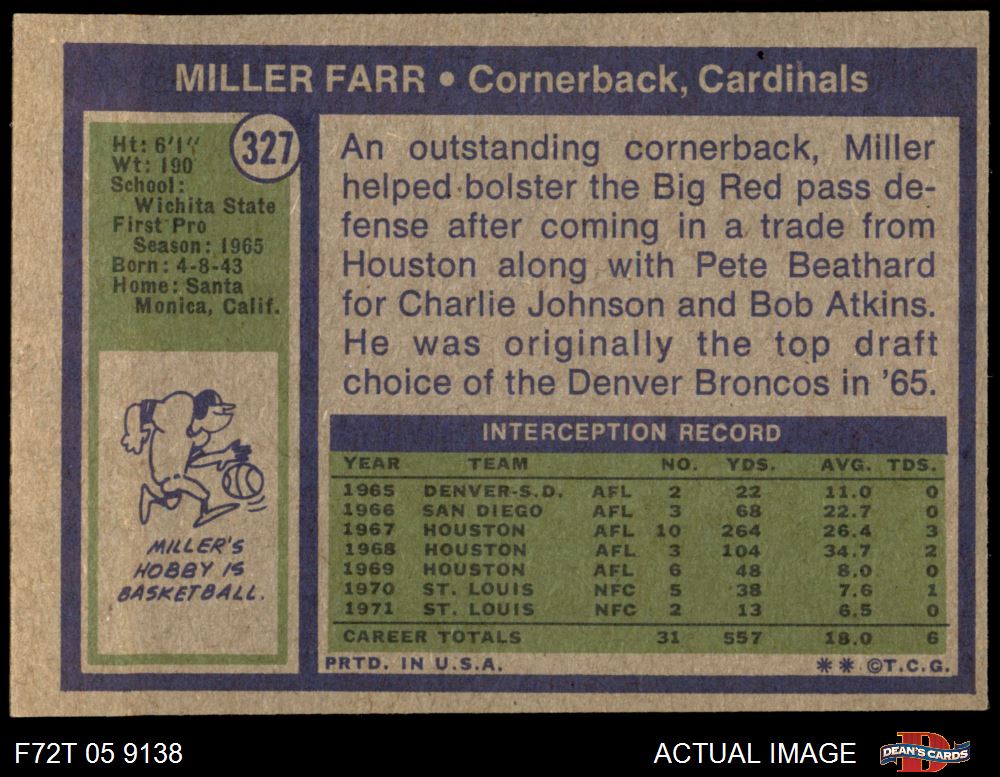 MILLER FARR • Cornerback, Cardinals
327
Ht: 6'1"
Wt: 190
School:
Wichita State
First Pro
Season: 1965
Born: 4-8-43
Home: Santa
Monica, Calif.
MILLER'S
HOBBY IS
BASKETBALL.
An outstanding cornerback, Miller
helped bolster the Big Red pass de-
fense after coming in a trade from
Houston along with Pete Beathard
for Charlie Johnson and Bob Atkins.
He was originally the top draft
choice of the Denver Broncos in '65.
INTERCEPTION RECORD
YEAR TEAM NO. YDS. AVG. TDS.
1965 DENVER-S.D. AFL 2 22 11.0 0
1966 SAN DIEGO AFL 3 68 22.7 0
1967 HOUSTON AFL 10 264 26.4 3
1968 HOUSTON AFL 3 104 34.7 2
1969 HOUSTON AFL 6 48 8.0 0
1970 ST. LOUIS NFC 5 38 7.6 1
1971 ST. LOUIS NFC 2 13 6.5 0
CAREER TOTALS 31 557 18.0 6
PRTD. IN U.S.A. ** ©T.C.G.
F72T 05 9138 ACTUAL IMAGE DEAN'S CARDS